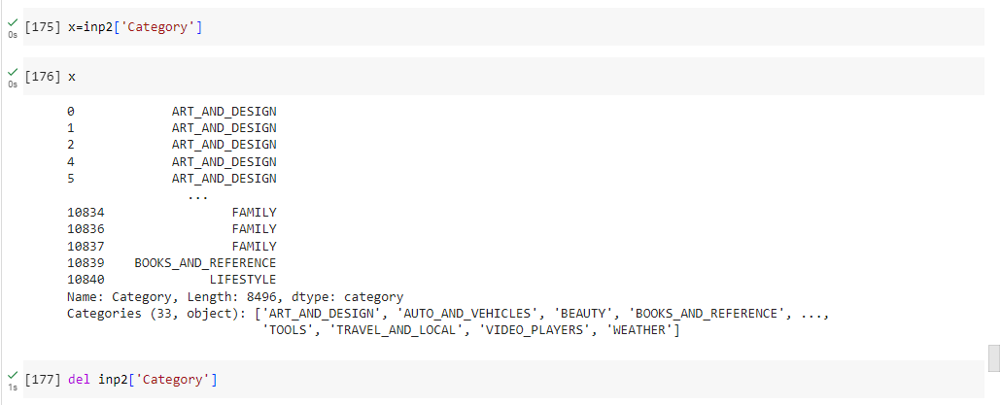 [175] x=inp2['Category']
0s
[176] x
0s
0 ART_AND_DESIGN
1 ART_AND_DESIGN
2 ART_AND_DESIGN
4 ART_AND_DESIGN
5 ART_AND_DESIGN
...
10834 FAMILY
10836 FAMILY
10837 FAMILY
10839 BOOKS_AND_REFERENCE
10840 LIFESTYLE
Name: Category, Length: 8496, dtype: category
Categories (33, object): ['ART_AND_DESIGN', 'AUTO_AND_VEHICLES', 'BEAUTY', 'BOOKS_AND_REFERENCE', ...,
'TOOLS', 'TRAVEL_AND_LOCAL', 'VIDEO_PLAYERS', 'WEATHER']
[177] del inp2['Category']
1s